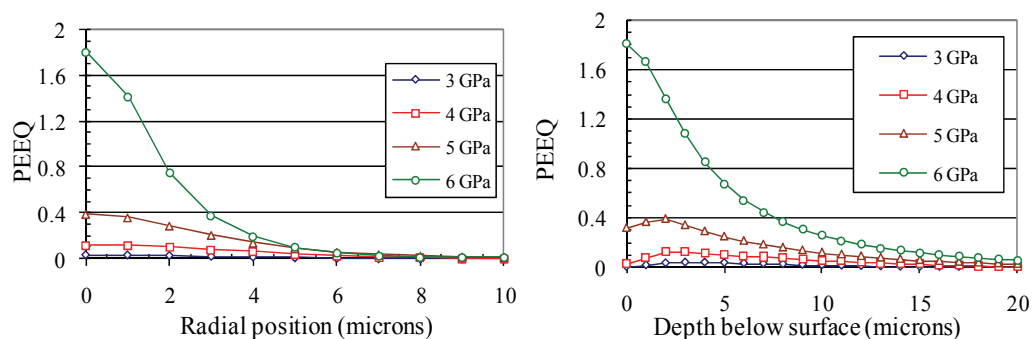 2
1.6
1.2
0.8
0.4
0
PEEQ
0 2 4 6 8 10
Radial position (microns)
3 GPa
4 GPa
5 GPa
6 GPa
2
1.6
1.2
0.8
0.4
0
PEEQ
0 5 10 15 20
Depth below surface (microns)
3 GPa
4 GPa
5 GPa
6 GPa